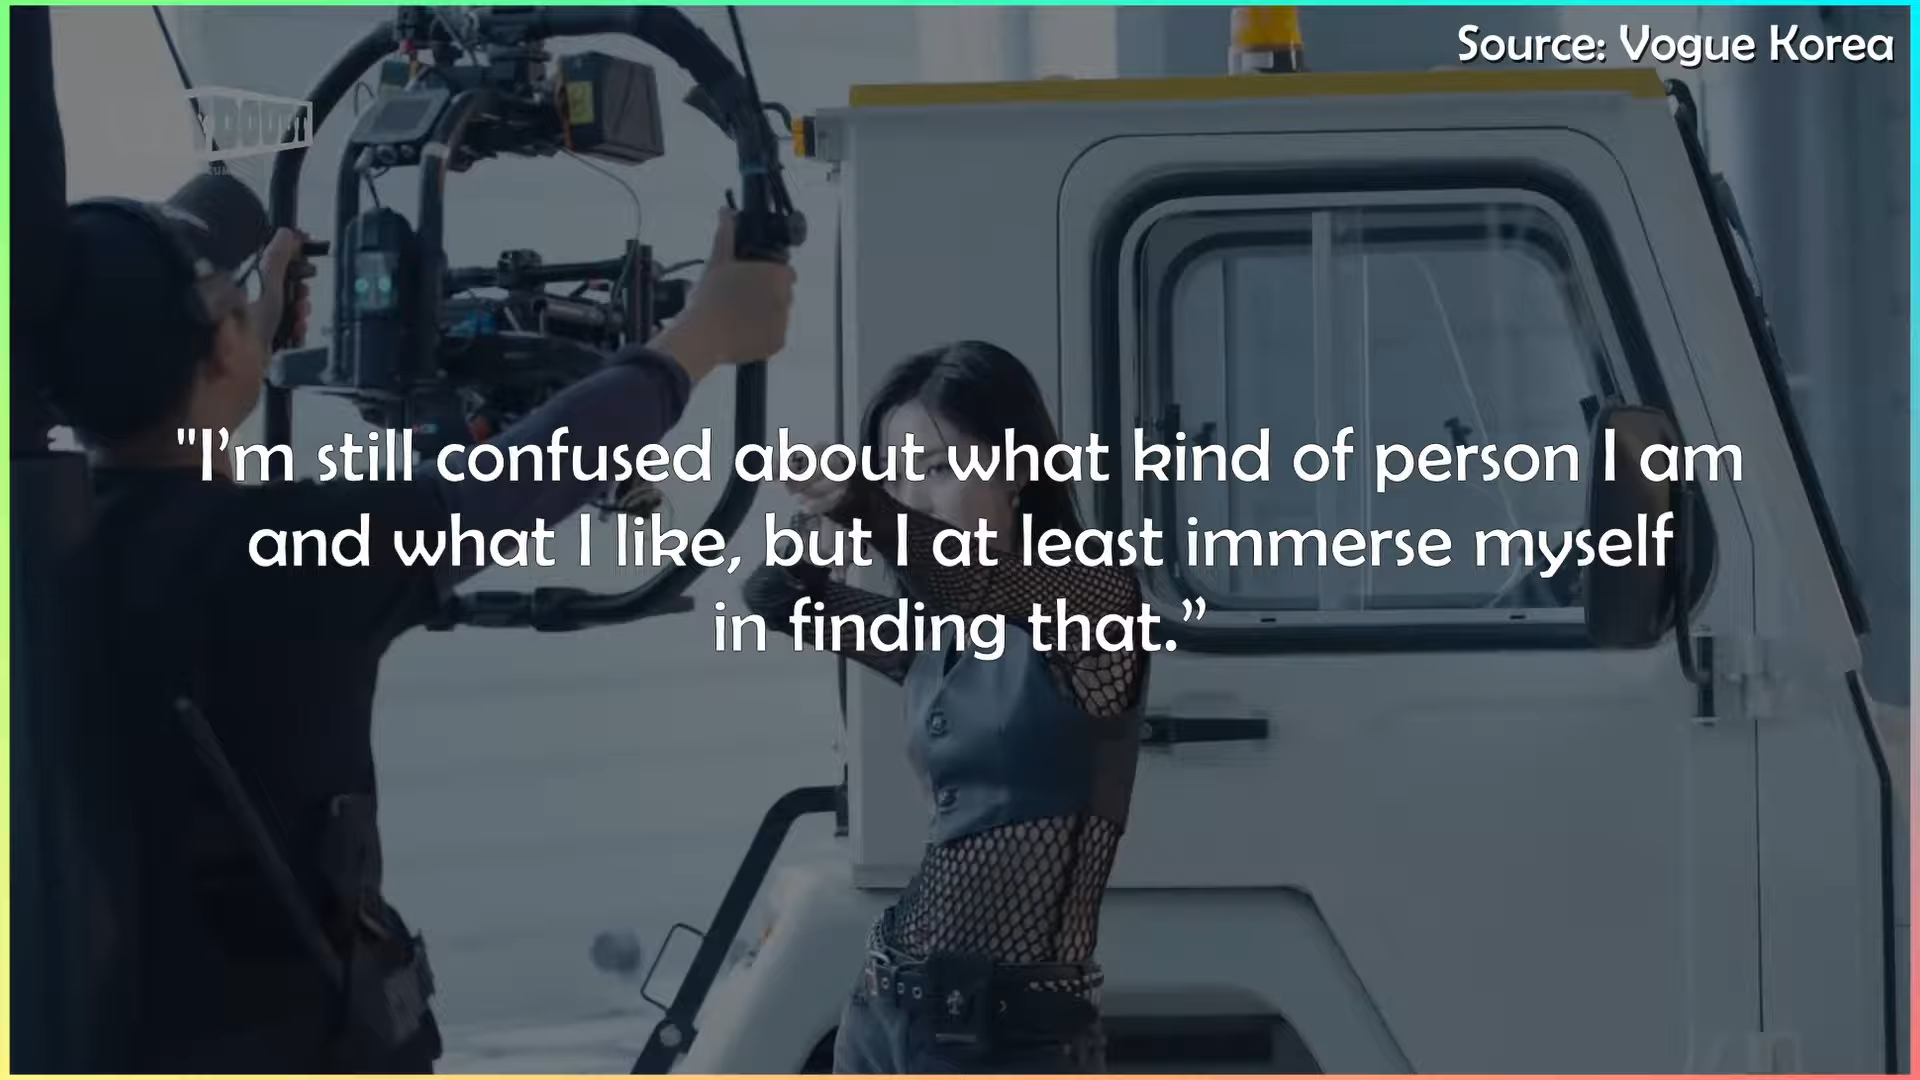 Source: Vogue Korea
"I’m still confused about what kind of person I am
and what I like, but I at least immerse myself
in finding that.”